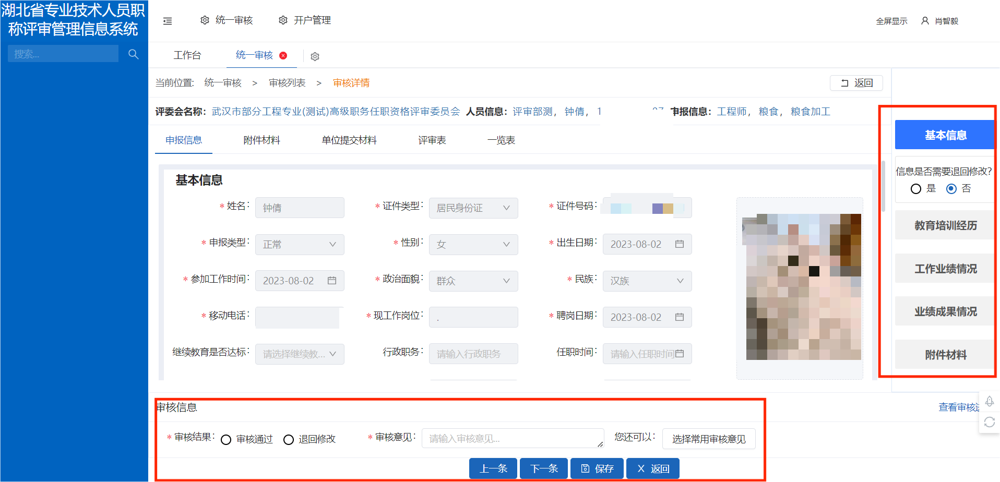 湖北省专业技术人员职
称评审管理信息系统
搜索...
统一审核 开户管理
全屏显示 肖智毅
工作台 统一审核
当前位置: 统一审核 > 审核列表 > 审核详情 返回
评委会名称: 武汉市部分工程专业(测试)高级职务任职资格评审委员会 人员信息: 评审部测, 钟倩, 申报信息: 工程师, 粮食, 粮食加工
申报信息 附件材料 单位提交材料 评审表 一览表
基本信息
* 姓名: 钟倩 * 证件类型: 居民身份证 * 证件号码:
* 申报类型: 正常 * 性别: 女 * 出生日期: 2023-08-02
* 参加工作时间: 2023-08-02 * 政治面貌: 群众 * 民族: 汉族
* 移动电话: * 现工作岗位: . * 聘岗日期: 2023-08-02
继续教育是否达标: 请选择继续教... 行政职务: 请输入行政职务 任职时间: 请输入任职时间
基本信息
信息是否需要退回修改?
是 否
教育培训经历
工作业绩情况
业绩成果情况
附件材料
审核信息 查看审核
* 审核结果: 审核通过 退回修改 * 审核意见: 请输入审核意见... 您还可以: 选择常用审核意见
上一条 下一条 保存 X 返回